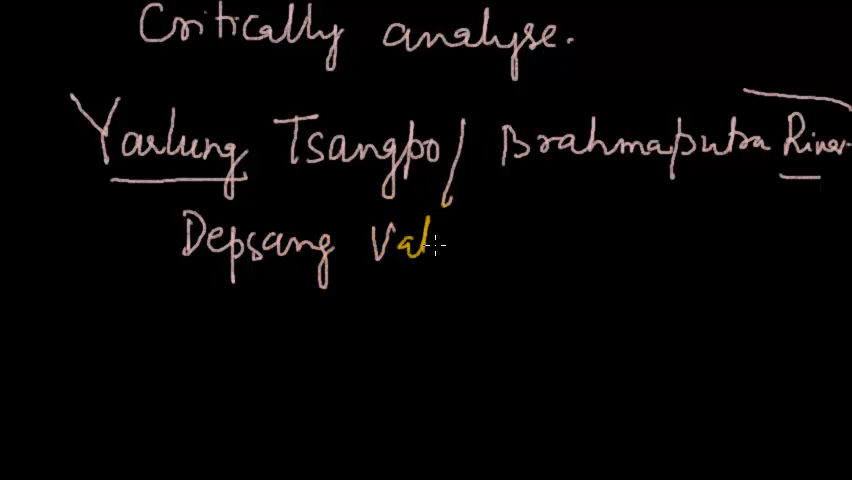 Critically analyse.
Yarlung Tsangpo/ Brahmaputra River
Depsang Val